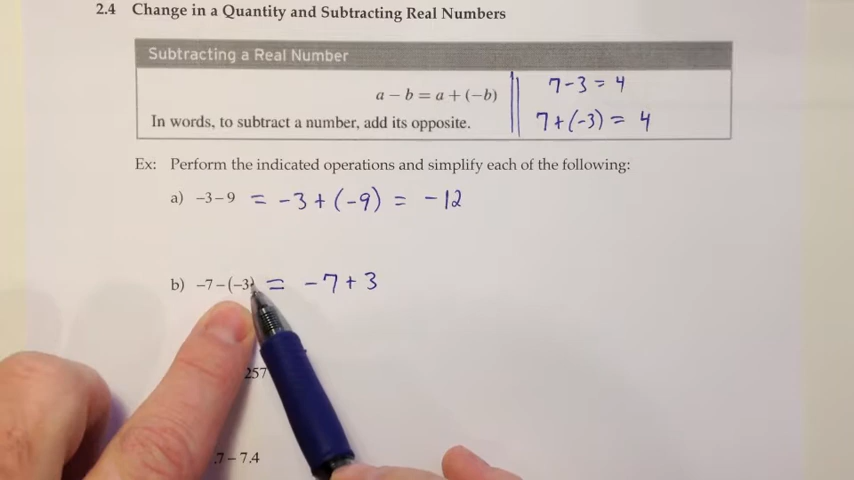 2.4 Change in a Quantity and Subtracting Real Numbers
Subtracting a Real Number
a − b = a + (−b)
In words, to subtract a number, add its opposite.
7 - 3 = 4
7 + (-3) = 4
Ex: Perform the indicated operations and simplify each of the following:
a) −3 − 9 = -3 + (-9) = -12
b) −7 − (−3) = -7 + 3
257
.7 − 7.4